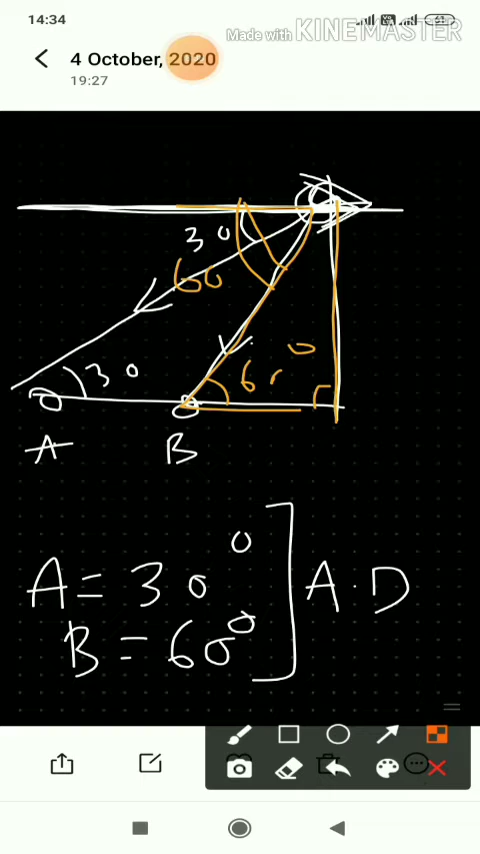 14:34
Made with KINEMASTER
4 October, 2020
19:27
30
60
30
60
A
B
A = 30° ] A.D
B = 60°